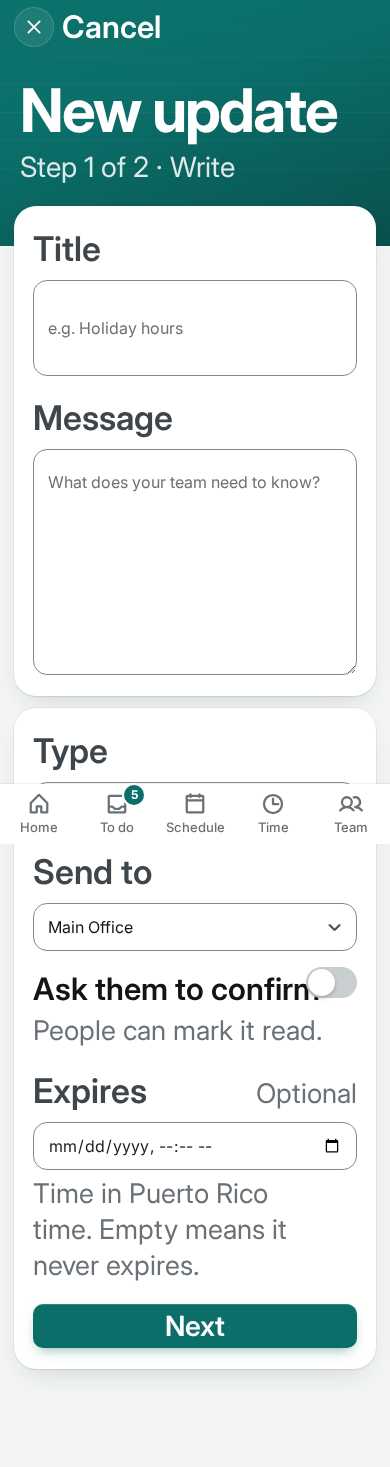 Cancel
New update
Step 1 of 2 · Write
Title
e.g. Holiday hours
Message
What does your team need to know?
Type
5
Home
To do
Schedule
Time
Team
Send to
Main Office
Ask them to confirm
People can mark it read.
Expires
Optional
mm/dd/yyyy, --:-- --
Time in Puerto Rico
time. Empty means it
never expires.
Next